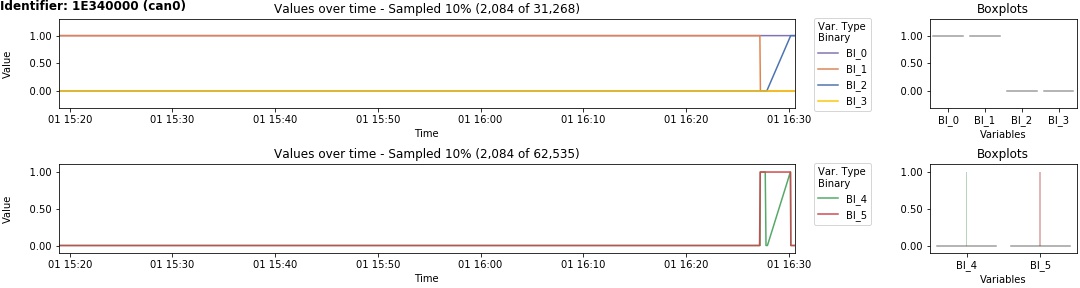 Identifier: 1E340000 (can0)
Values over time - Sampled 10% (2,084 of 31,268)
Boxplots
Value
1.00
0.50
0.00
01 15:20 01 15:30 01 15:40 01 15:50 01 16:00 01 16:10 01 16:20 01 16:30
Time
Var. Type
Binary
BI_0
BI_1
BI_2
BI_3
1.00
0.50
0.00
BI_0 BI_1 BI_2 BI_3
Variables
Values over time - Sampled 10% (2,084 of 62,535)
Boxplots
Value
1.00
0.50
0.00
01 15:20 01 15:30 01 15:40 01 15:50 01 16:00 01 16:10 01 16:20 01 16:30
Time
Var. Type
Binary
BI_4
BI_5
1.00
0.50
0.00
BI_4 BI_5
Variables